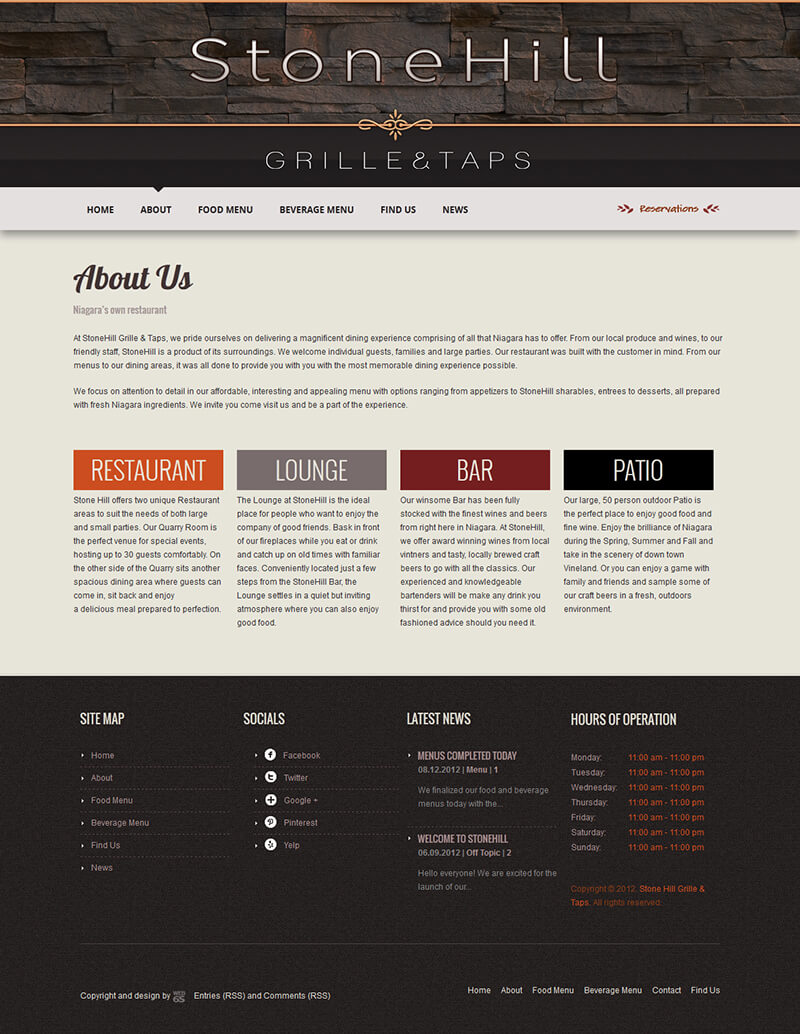 StoneHill
GRILLE&TAPS
HOME ABOUT FOOD MENU BEVERAGE MENU FIND US NEWS Reservations
About Us
Niagara's own restaurant
At StoneHill Grille & Taps, we pride ourselves on delivering a magnificent dining experience comprising of all that Niagara has to offer. From our local produce and wines, to our
friendly staff, StoneHill is a product of its surroundings. We welcome individual guests, families and large parties. Our restaurant was built with the customer in mind. From our
menus to our dining areas, it was all done to provide you with you with the most memorable dining experience possible.
We focus on attention to detail in our affordable, interesting and appealing menu with options ranging from appetizers to StoneHill sharables, entrees to desserts, all prepared
with fresh Niagara ingredients. We invite you come visit us and be a part of the experience.
RESTAURANT
Stone Hill offers two unique Restaurant
areas to suit the needs of both large
and small parties. Our Quarry Room is
the perfect venue for special events,
hosting up to 30 guests comfortably. On
the other side of the Quarry sits another
spacious dining area where guests can
come in, sit back and enjoy
a delicious meal prepared to perfection.
LOUNGE
The Lounge at StoneHill is the ideal
place for people who want to enjoy the
company of good friends. Bask in front
of our fireplaces while you eat or drink
and catch up on old times with familiar
faces. Conveniently located just a few
steps from the StoneHill Bar, the
Lounge settles in a quiet but inviting
atmosphere where you can also enjoy
good food.
BAR
Our winsome Bar has been fully
stocked with the finest wines and beers
from right here in Niagara. At StoneHill,
we offer award winning wines from local
vintners and tasty, locally brewed craft
beers to go with all the classics. Our
experienced and knowledgeable
bartenders will be make any drink you
thirst for and provide you with some old
fashioned advice should you need it.
PATIO
Our large, 50 person outdoor Patio is
the perfect place to enjoy good food and
fine wine. Enjoy the brilliance of Niagara
during the Spring, Summer and Fall and
take in the scenery of down town
Vineland. Or you can enjoy a game with
family and friends and sample some of
our craft beers in a fresh, outdoors
environment.
SITE MAP
Home
About
Food Menu
Beverage Menu
Find Us
News
SOCIALS
Facebook
Twitter
Google +
Pinterest
Yelp
LATEST NEWS
MENUS COMPLETED TODAY
08.12.2012 | Menu | 1
We finalized our food and beverage
menus today with the...
WELCOME TO STONEHILL
06.09.2012 | Off Topic | 2
Hello everyone! We are excited for the
launch of our...
HOURS OF OPERATION
Monday: 11:00 am - 11:00 pm
Tuesday: 11:00 am - 11:00 pm
Wednesday: 11:00 am - 11:00 pm
Thursday: 11:00 am - 11:00 pm
Friday: 11:00 am - 11:00 pm
Saturday: 11:00 am - 11:00 pm
Sunday: 11:00 am - 11:00 pm
Copyright © 2012. Stone Hill Grille &
Taps. All rights reserved.
Copyright and design by WEB GS Entries (RSS) and Comments (RSS)
Home About Food Menu Beverage Menu Contact Find Us